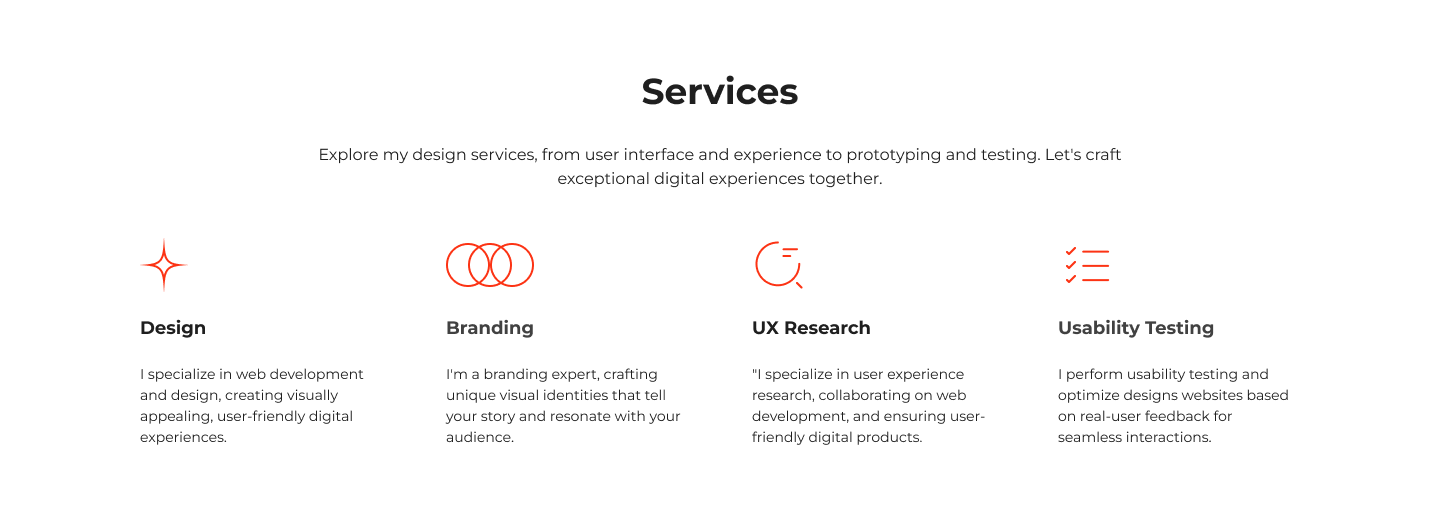 Services
Explore my design services, from user interface and experience to prototyping and testing. Let's craft
exceptional digital experiences together.
Design
I specialize in web development
and design, creating visually
appealing, user-friendly digital
experiences.
Branding
I'm a branding expert, crafting
unique visual identities that tell
your story and resonate with your
audience.
UX Research
"I specialize in user experience
research, collaborating on web
development, and ensuring user-
friendly digital products.
Usability Testing
I perform usability testing and
optimize designs websites based
on real-user feedback for
seamless interactions.